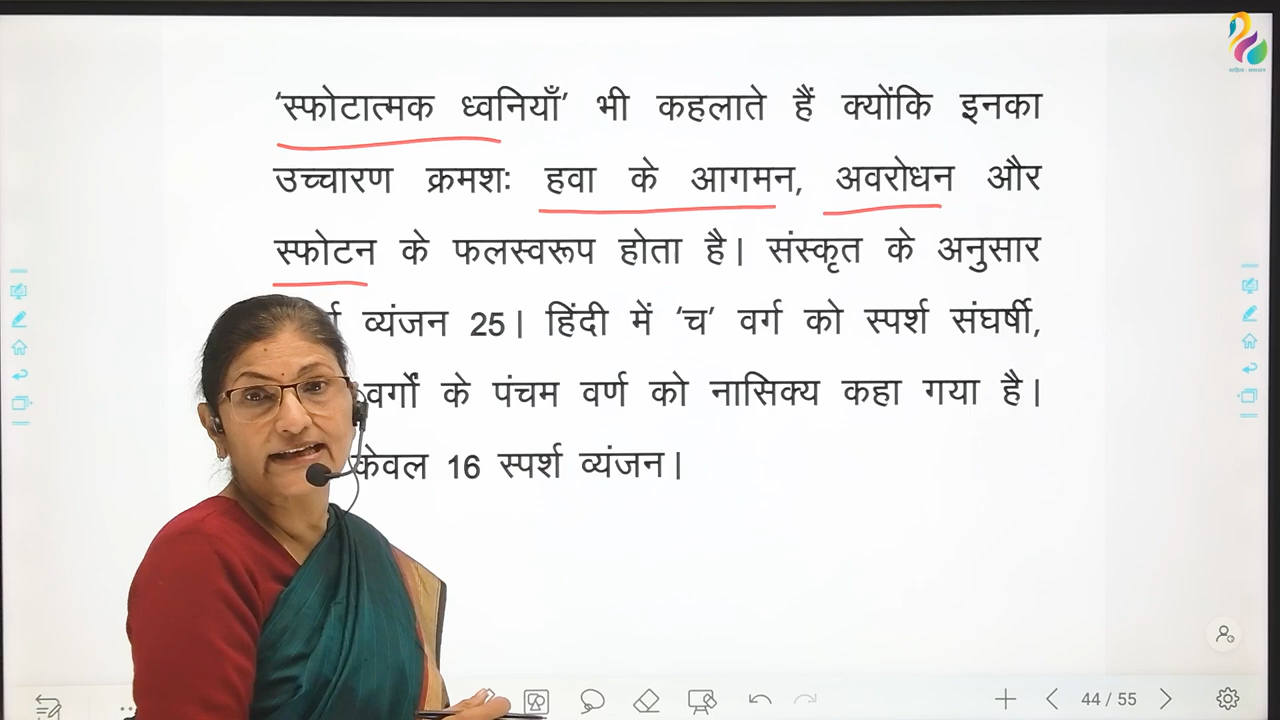 ‘स्फोटात्मक ध्वनियाँ’ भी कहलाते हैं क्योंकि इनका
उच्चारण क्रमशः हवा के आगमन, अवरोधन और
स्फोटन के फलस्वरूप होता है। संस्कृत के अनुसार
व्यंजन 25। हिंदी में ‘च’ वर्ग को स्पर्श संघर्षी,
वर्गों के पंचम वर्ण को नासिक्य कहा गया है।
केवल 16 स्पर्श व्यंजन।
44 / 55